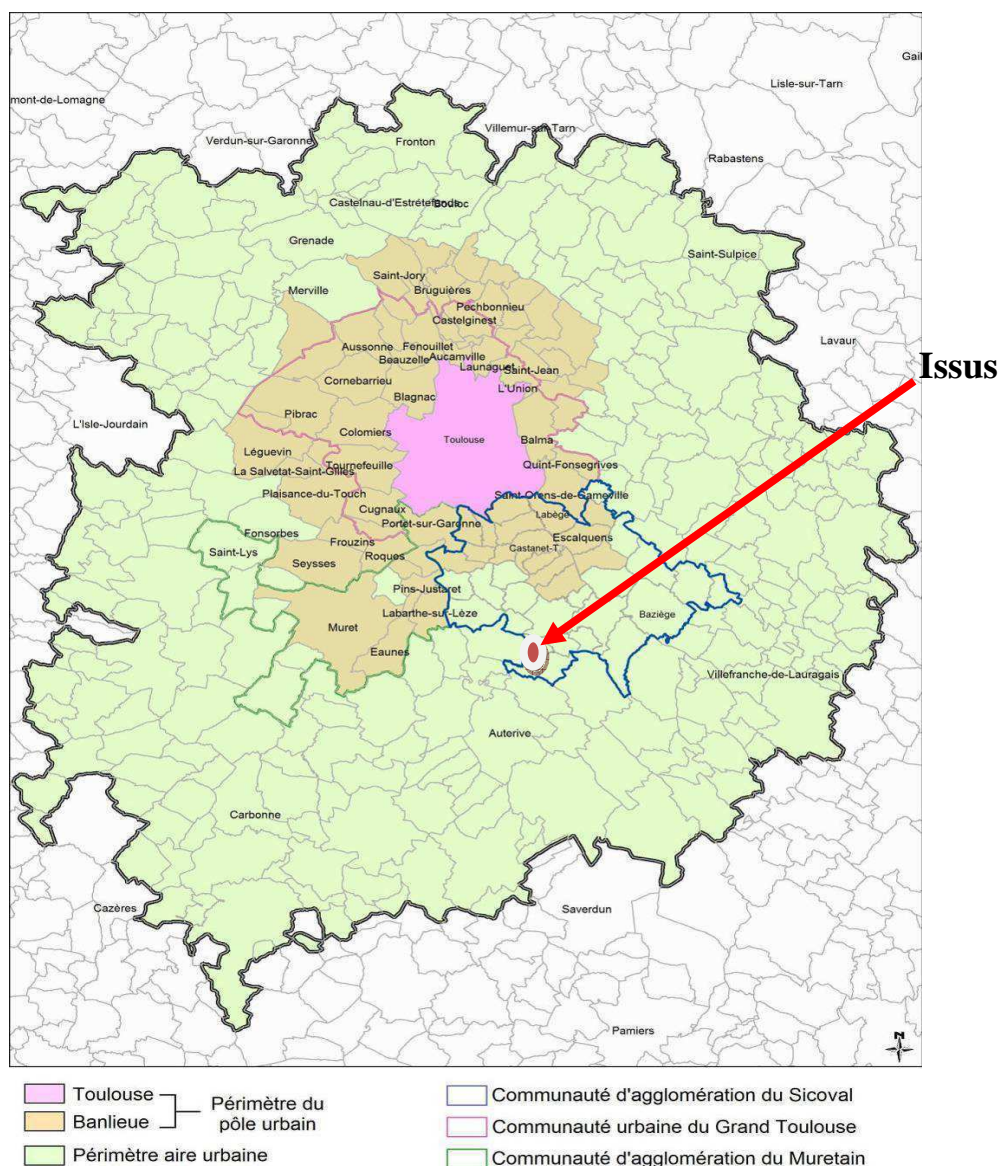 Gail
Lisle-sur-Tarn
mont-de-Lomagne
Villemur-sur-Tarn
Verdun-sur-Garonne
Fronton
Rabastens
Castelnau-d'Estrétefonds
Bouloc
Grenade
Saint-Sulpice
Saint-Jory
Merville
Bruguières
Pechbonnieu
Castelginest
Lavaur
Aussonne
Fenouillet
Beauzelle
Aucamville
Launaguet
Saint-Jean
Issus
Cornebarrieu
L'Union
Blagnac
Pibrac
L'Isle-Jourdain
Colomiers
Toulouse
Balma
Léguevin
Tournefeuille
Quint-Fonsegrives
La Salvetat-Saint-Gilles
Plaisance-du-Touch
Saint-Orens-de-Gameville
Cugnaux
Labège
Portet-sur-Garonne
Fonsorbes
Frouzins
Escalquens
Saint-Lys
Roques
Castanet-T.
Seysses
Pins-Justaret
Labarthe-sur-Lèze
Baziège
Muret
Eaunes
Villefranche-de-Lauragais
Auterive
Carbonne
Cazères
Saverdun
Pamiers
N
Toulouse
Banlieue
Périmètre du
pôle urbain
Périmètre aire urbaine
Communauté d'agglomération du Sicoval
Communauté urbaine du Grand Toulouse
Communauté d'agglomération du Muretain